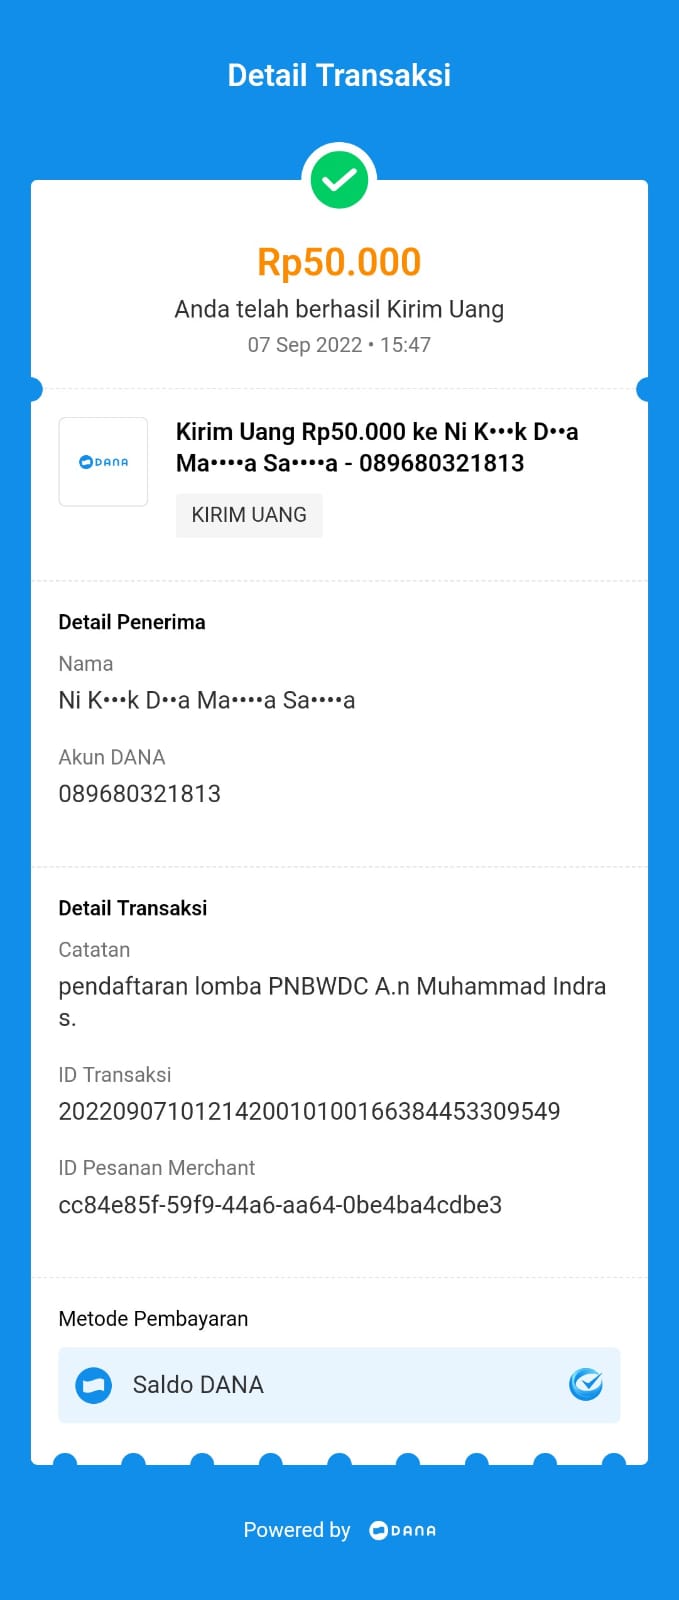 Detail Transaksi
Rp50.000
Anda telah berhasil Kirim Uang
07 Sep 2022 • 15:47
DANA
Kirim Uang Rp50.000 ke Ni K•••k D••a
Ma••••a Sa••••a - 089680321813
KIRIM UANG
Detail Penerima
Nama
Ni K•••k D••a Ma••••a Sa••••a
Akun DANA
089680321813
Detail Transaksi
Catatan
pendaftaran lomba PNBWDC A.n Muhammad Indra
s.
ID Transaksi
2022090710121420010100166384453309549
ID Pesanan Merchant
cc84e85f-59f9-44a6-aa64-0be4ba4cdbe3
Metode Pembayaran
Saldo DANA
Powered by DANA